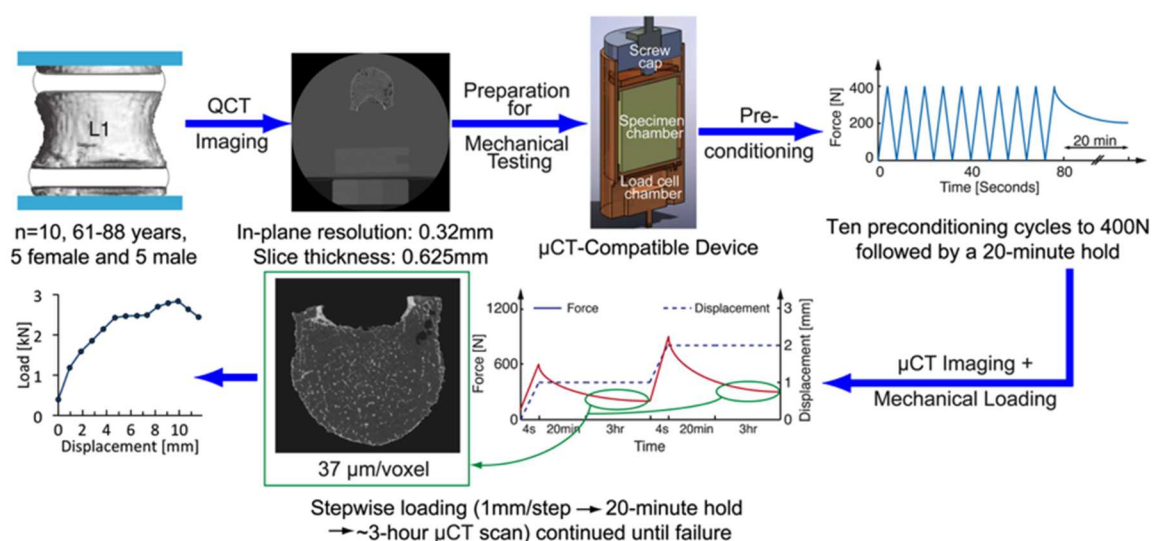 L1
n=10, 61-88 years,
5 female and 5 male
QCT
Imaging
In-plane resolution: 0.32mm
Slice thickness: 0.625mm
Preparation
for
Mechanical
Testing
Screw
cap
Specimen
chamber
Load cell
chamber
µCT-Compatible Device
Pre-
conditioning
Force [N]
400
200
0
0
40
80
20 min
Time [Seconds]
Ten preconditioning cycles to 400N
followed by a 20-minute hold
µCT Imaging +
Mechanical Loading
Force
Displacement
Force [N]
1200
600
0
Displacement [mm]
3
2
1
0
4s
20min
3hr
4s
20min
3hr
Time
37 µm/voxel
Stepwise loading (1mm/step → 20-minute hold
→ ~3-hour µCT scan) continued until failure
Load [kN]
3
2
1
0
0 2 4 6 8 10
Displacement [mm]